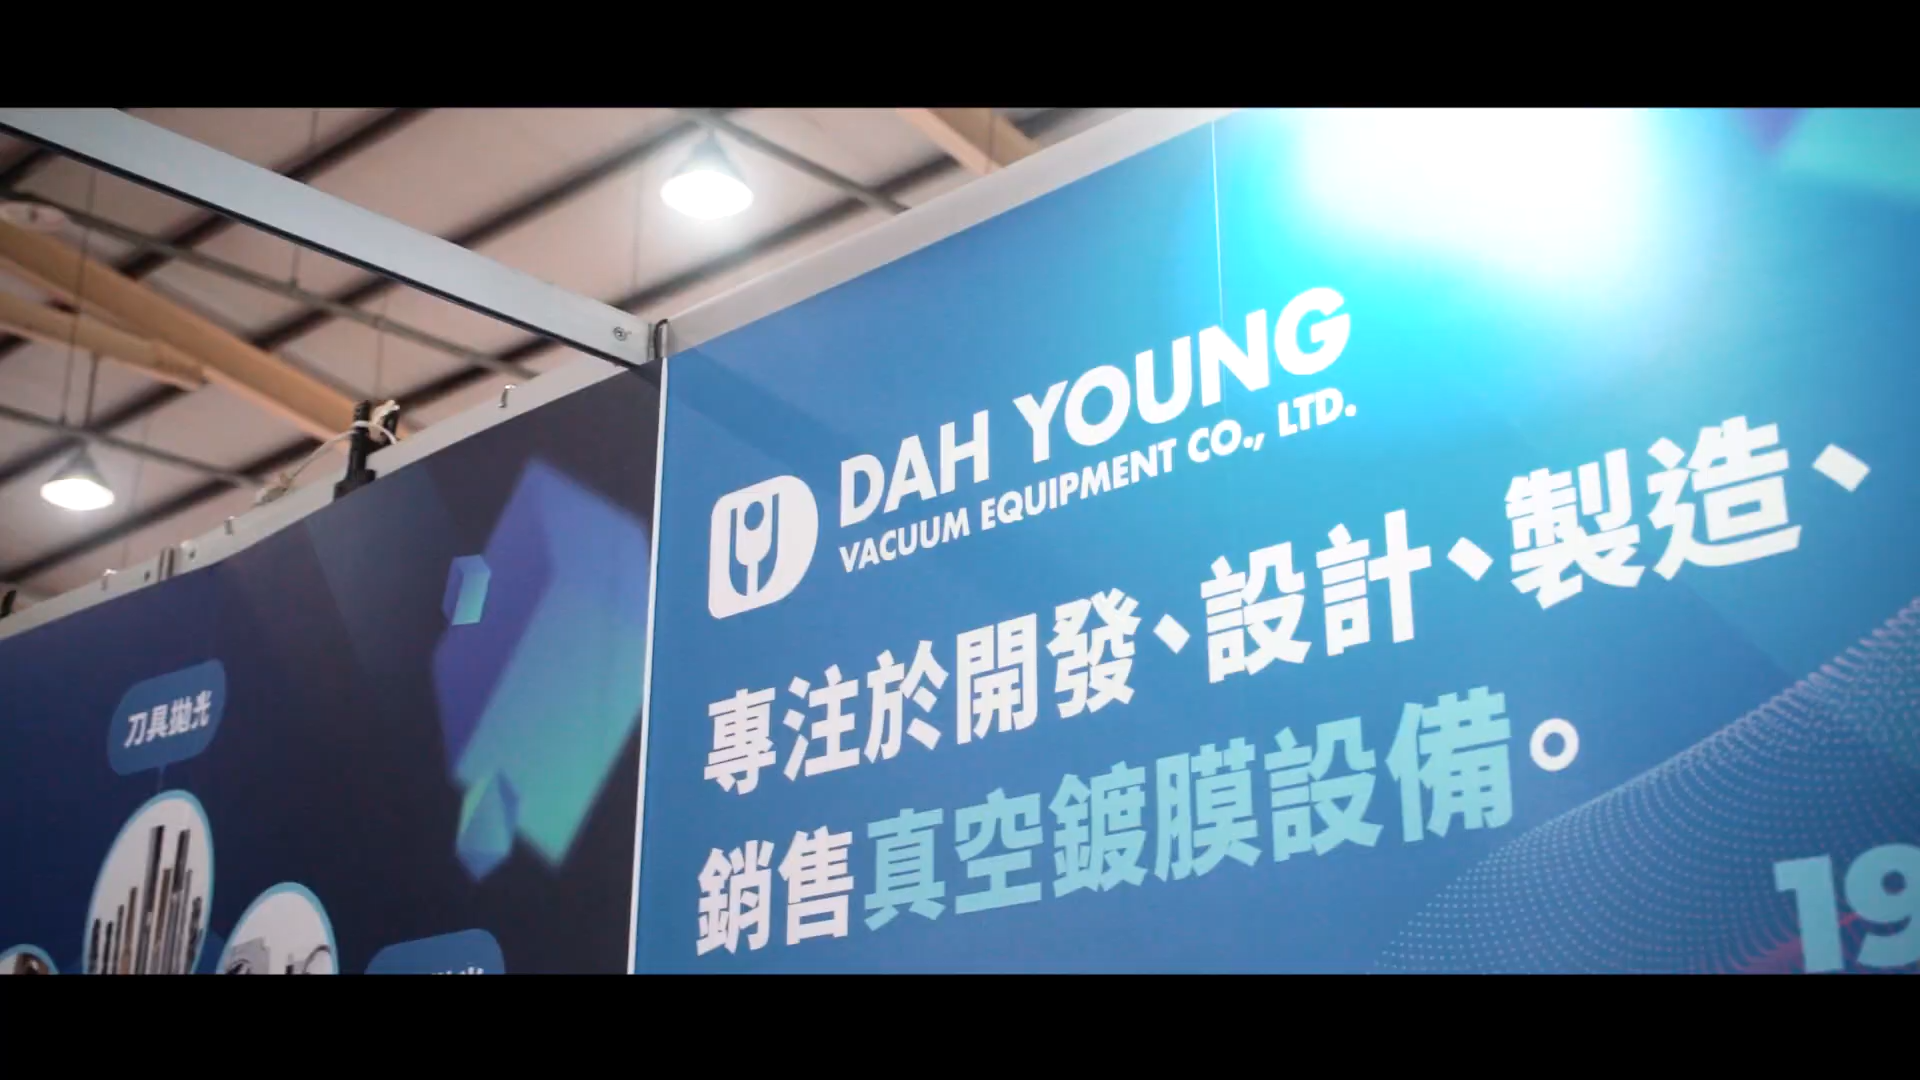 DAH YOUNG
VACUUM EQUIPMENT CO., LTD.
專注於開發、設計、製造、
銷售真空鍍膜設備。
刀具拋光
19